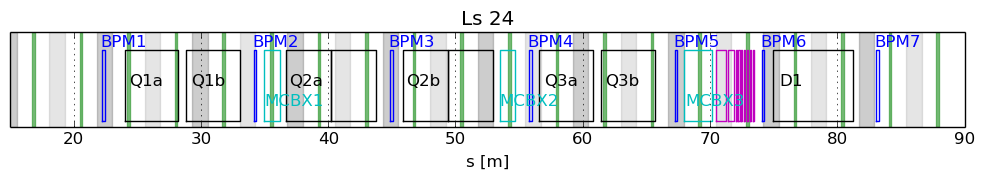 Ls 24
BPM1 BPM2 BPM3 BPM4 BPM5 BPM6 BPM7
Q1a Q1b Q2a Q2b Q3a Q3b D1
MCBX1 MCBX2 MCBX3
20 30 40 50 60 70 80 90
s [m]